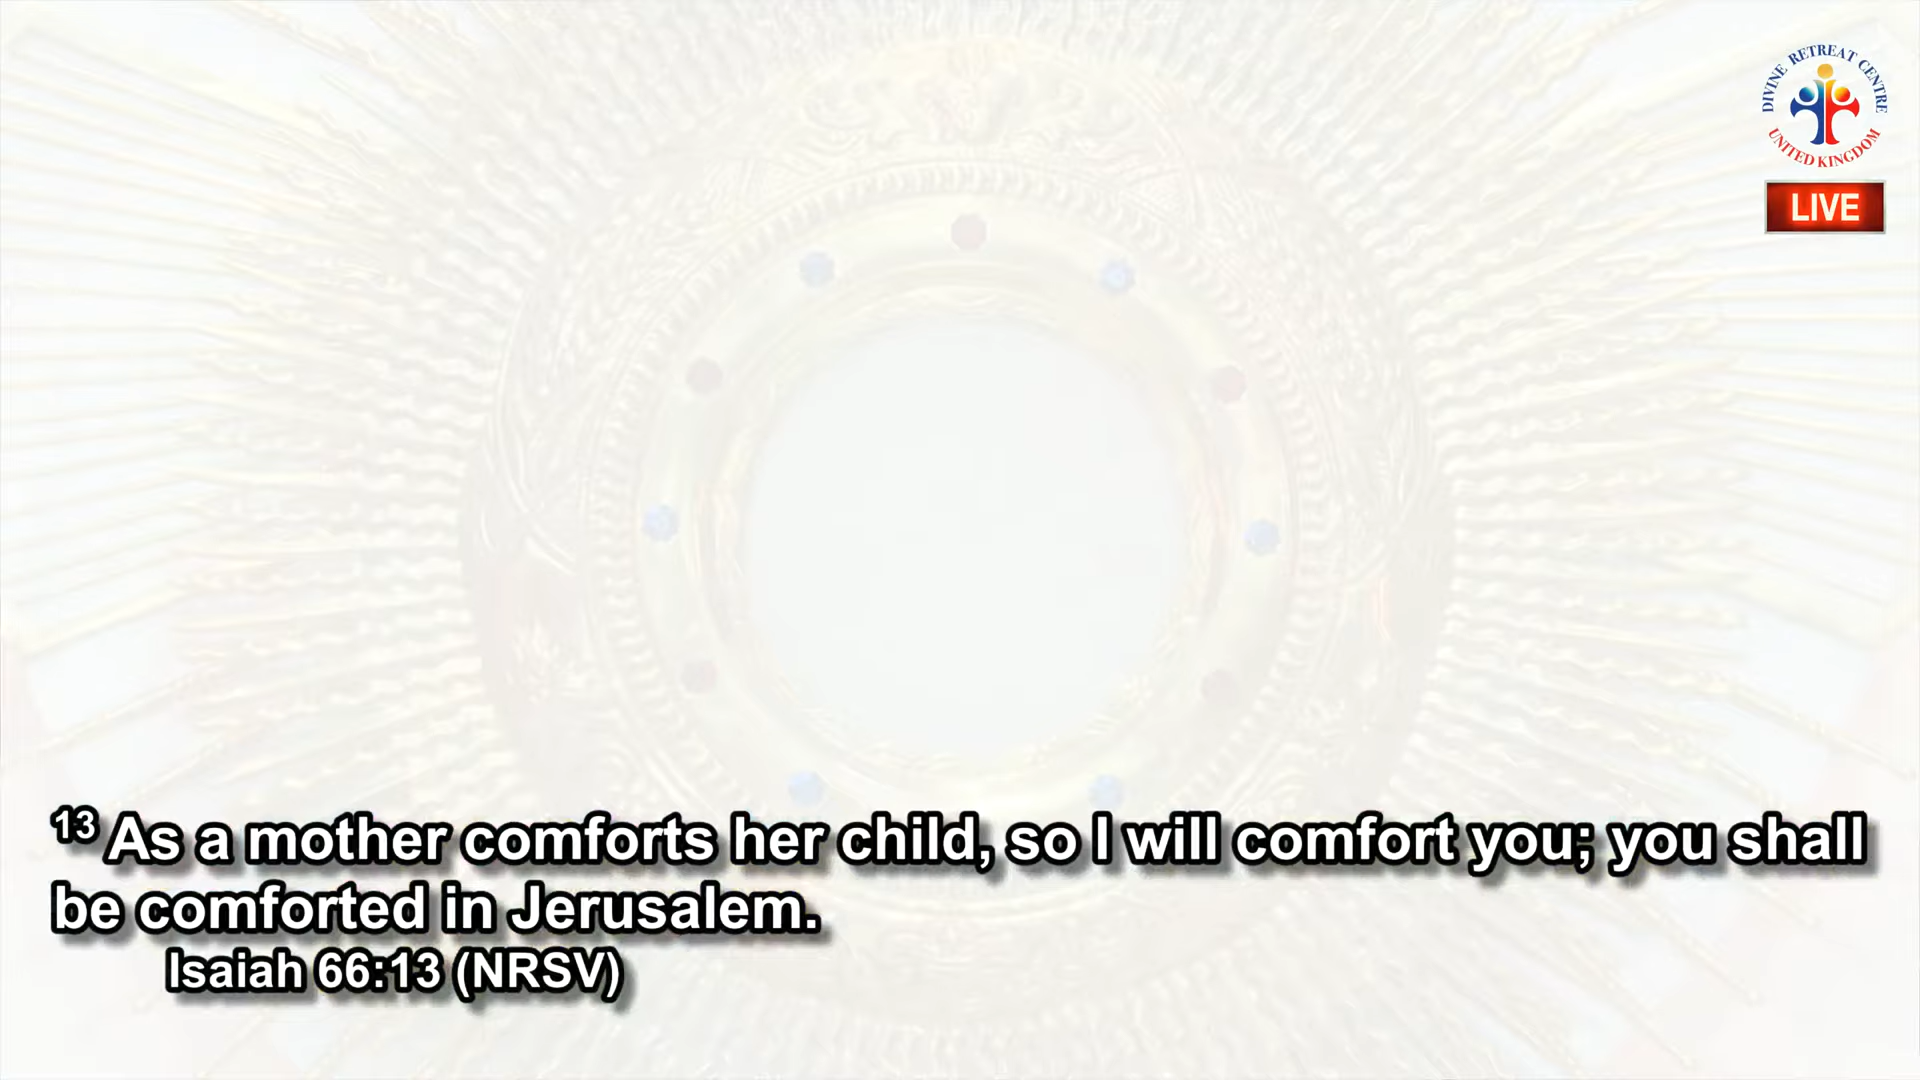 DIVINE RETREAT CENTRE
UNITED KINGDOM
LIVE
13 As a mother comforts her child, so I will comfort you; you shall
be comforted in Jerusalem.
Isaiah 66:13 (NRSV)